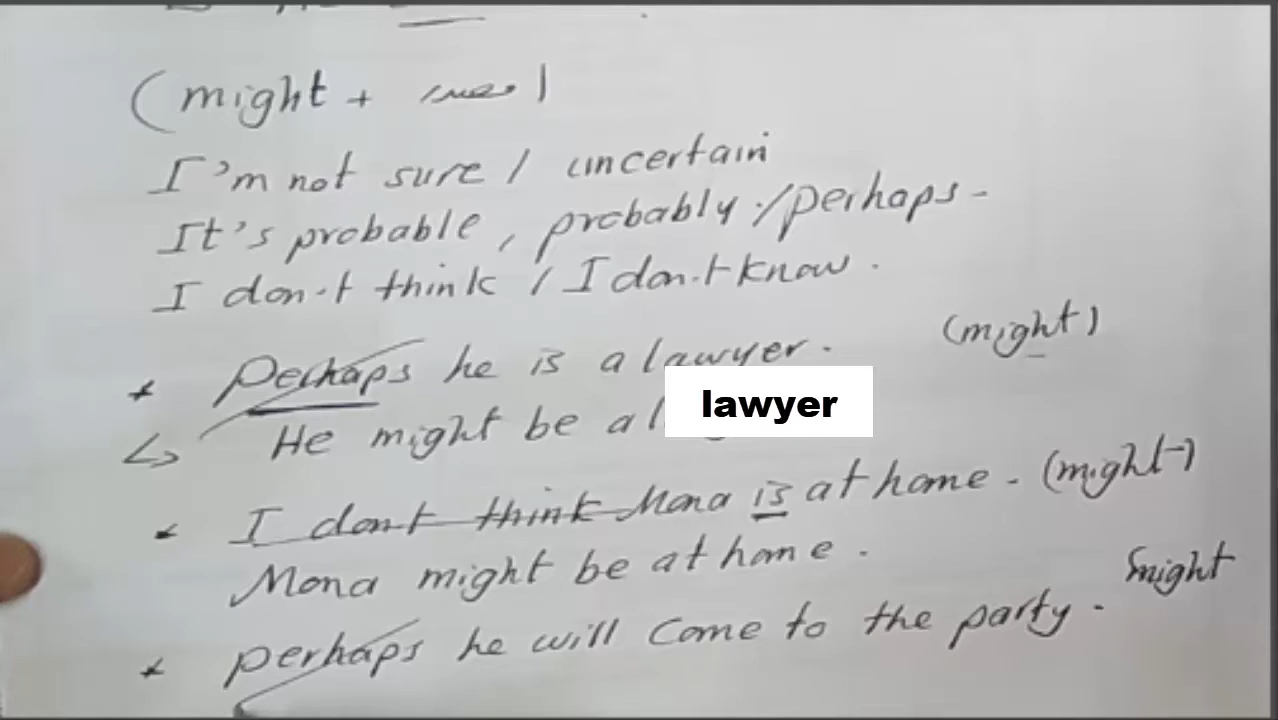 (might + مصدر)
I'm not sure / uncertain
It's probable, probably ./perhaps -
I don't think / I don't know.
* Perhaps he is a lawyer. (might)
↳ He might be a l lawyer
* I dont think Mona is at home. (might)
Mona might be at home.
* perhaps he will come to the party. might